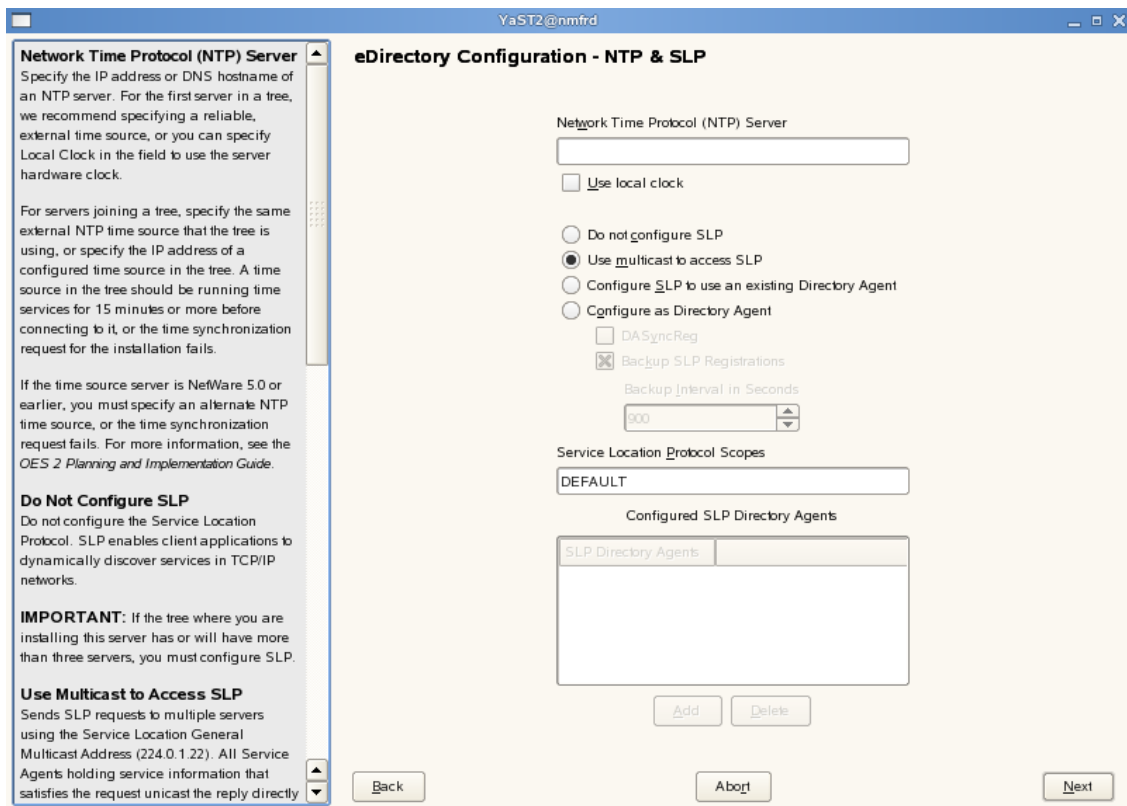 YaST2@nmfrd
Network Time Protocol (NTP) Server
Specify the IP address or DNS hostname of
an NTP server. For the first server in a tree,
we recommend specifying a reliable,
external time source, or you can specify
Local Clock in the field to use the server
hardware clock.
For servers joining a tree, specify the same
external NTP time source that the tree is
using, or specify the IP address of a
configured time source in the tree. A time
source in the tree should be running time
services for 15 minutes or more before
connecting to it, or the time synchronization
request for the installation fails.
If the time source server is NetWare 5.0 or
earlier, you must specify an alternate NTP
time source, or the time synchronization
request fails. For more information, see the
OES 2 Planning and Implementation Guide.
Do Not Configure SLP
Do not configure the Service Location
Protocol. SLP enables client applications to
dynamically discover services in TCP/IP
networks.
IMPORTANT: If the tree where you are
installing this server has or will have more
than three servers, you must configure SLP.
Use Multicast to Access SLP
Sends SLP requests to multiple servers
using the Service Location General
Multicast Address (224.0.1.22). All Service
Agents holding service information that
satisfies the request unicast the reply directly
eDirectory Configuration - NTP & SLP
Network Time Protocol (NTP) Server
Use local clock
Do not configure SLP
Use multicast to access SLP
Configure SLP to use an existing Directory Agent
Configure as Directory Agent
DASyncReg
Backup SLP Registrations
Backup Interval in Seconds
900
Service Location Protocol Scopes
DEFAULT
Configured SLP Directory Agents
SLP Directory Agents
Add
Delete
Back
Abort
Next